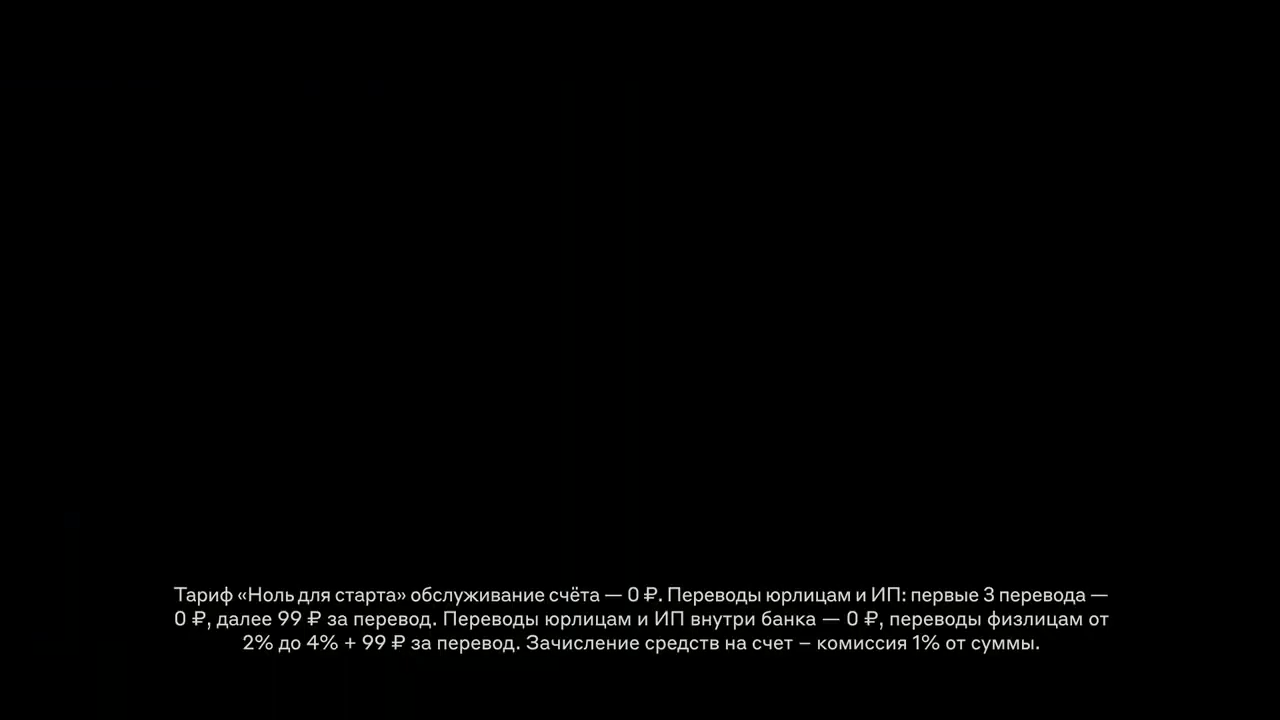 Тариф «Ноль для старта» обслуживание счёта — 0 ₽. Переводы юрлицам и ИП: первые 3 перевода —
0 ₽, далее 99 ₽ за перевод. Переводы юрлицам и ИП внутри банка — 0 ₽, переводы физлицам от
2% до 4% + 99 ₽ за перевод. Зачисление средств на счет – комиссия 1% от суммы.